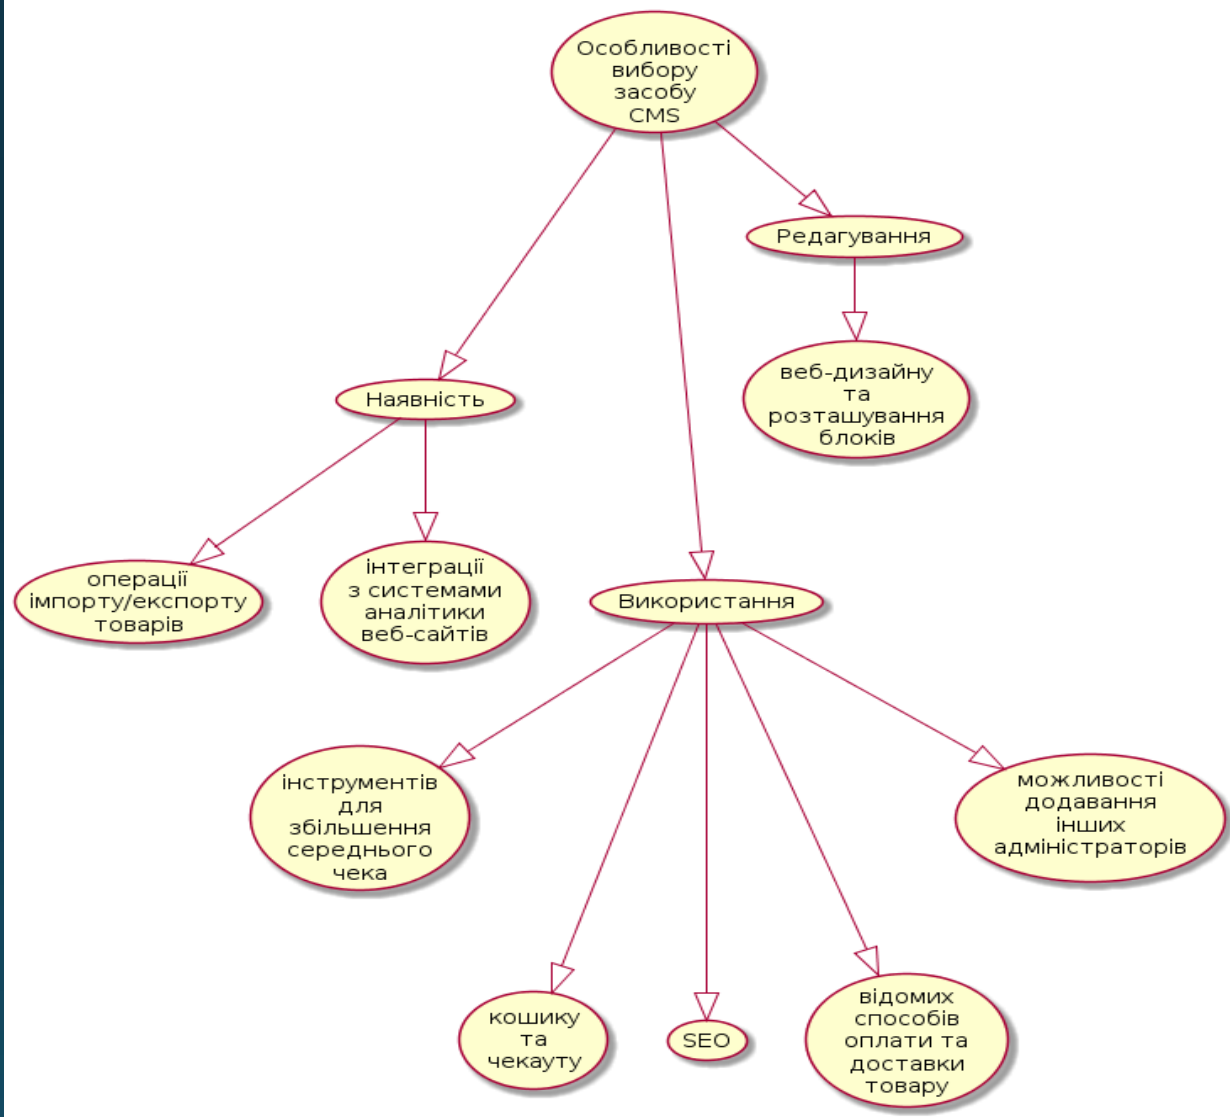 Особливості
вибору
засобу
CMS
Редагування
веб-дизайну
та
розташування
блоків
Наявність
операції
імпорту/експорту
товарів
інтеграції
з системами
аналітики
веб-сайтів
Використання
інструментів
для
збільшення
середнього
чека
можливості
додавання
інших
адміністраторів
кошику
та
чекауту
SEO
відомих
способів
оплати та
доставки
товару